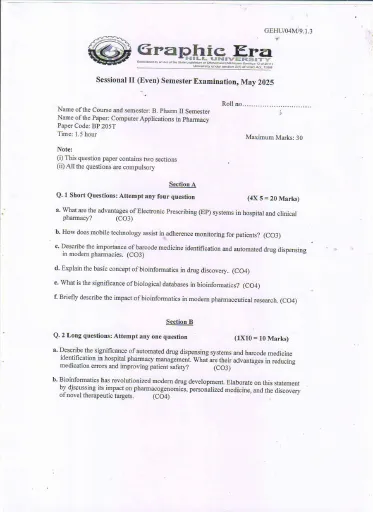 GEHU/04M/9.1.3
Graphic Era
HILL UNIVERSITY
Sessional II (Even) Semester Examination, May 2025
Roll no
Name of the Course and semester: B. Pharm II Semester
Name of the Paper: Computer Applications in Pharmacy
Paper Code: BP 205T
Time: 1.5 hour
Maximum Marks: 30
Note:
(i) This question paper contains two sections
(ii) All the questions are compulsory
Section A
Q. 1 Short Questions: Attempt any four question (4X 5 = 20 Marks)
a. What are the advantages of Electronic Prescribing (EP) systems in hospital and clinical
pharmacy? (CO3)
b. How does mobile technology assist in adherence monitoring for patients? (CO3)
c. Describe the importance of barcode medicine identification and automated drug dispensing
in modern pharmacies. (CO3)
d. Explain the basic concept of bioinformatics in drug discovery. (CO4)
e. What is the significance of biological databases in bioinformatics? (CO4)
f. Briefly describe the impact of bioinformatics in modern pharmaceutical research. (CO4)
Section B
Q. 2 Long questions: Attempt any one question (1X10 = 10 Marks)
a. Describe the significance of automated drug dispensing systems and barcode medicine
identification in hospital pharmacy management. What are their advantages in reducing
medication errors and improving patient safety? (CO3)
b. Bioinformatics has revolutionized modern drug development. Elaborate on this statement
by discussing its impact on pharmacogenomics, personalized medicine, and the discovery
of novel therapeutic targets. (CO4)